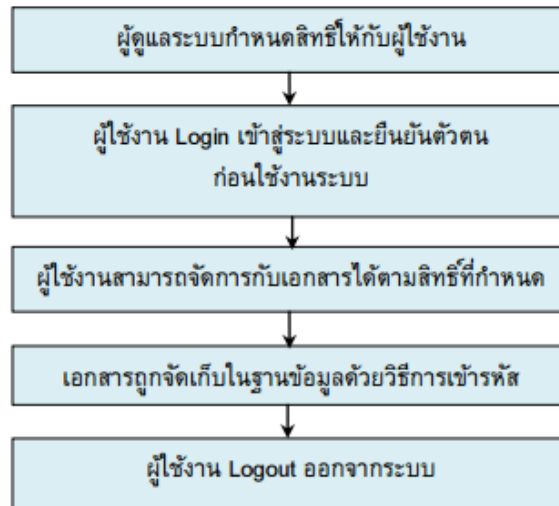 ผู้ดูแลระบบกำหนดสิทธิ์ให้กับผู้ใช้งาน
ผู้ใช้งาน Login เข้าสู่ระบบและยืนยันตัวตน
ก่อนใช้งานระบบ
ผู้ใช้งานสามารถจัดการกับเอกสารได้ตามสิทธิ์ที่กำหนด
เอกสารถูกจัดเก็บในฐานข้อมูลด้วยวิธีการเข้ารหัส
ผู้ใช้งาน Logout ออกจากระบบ